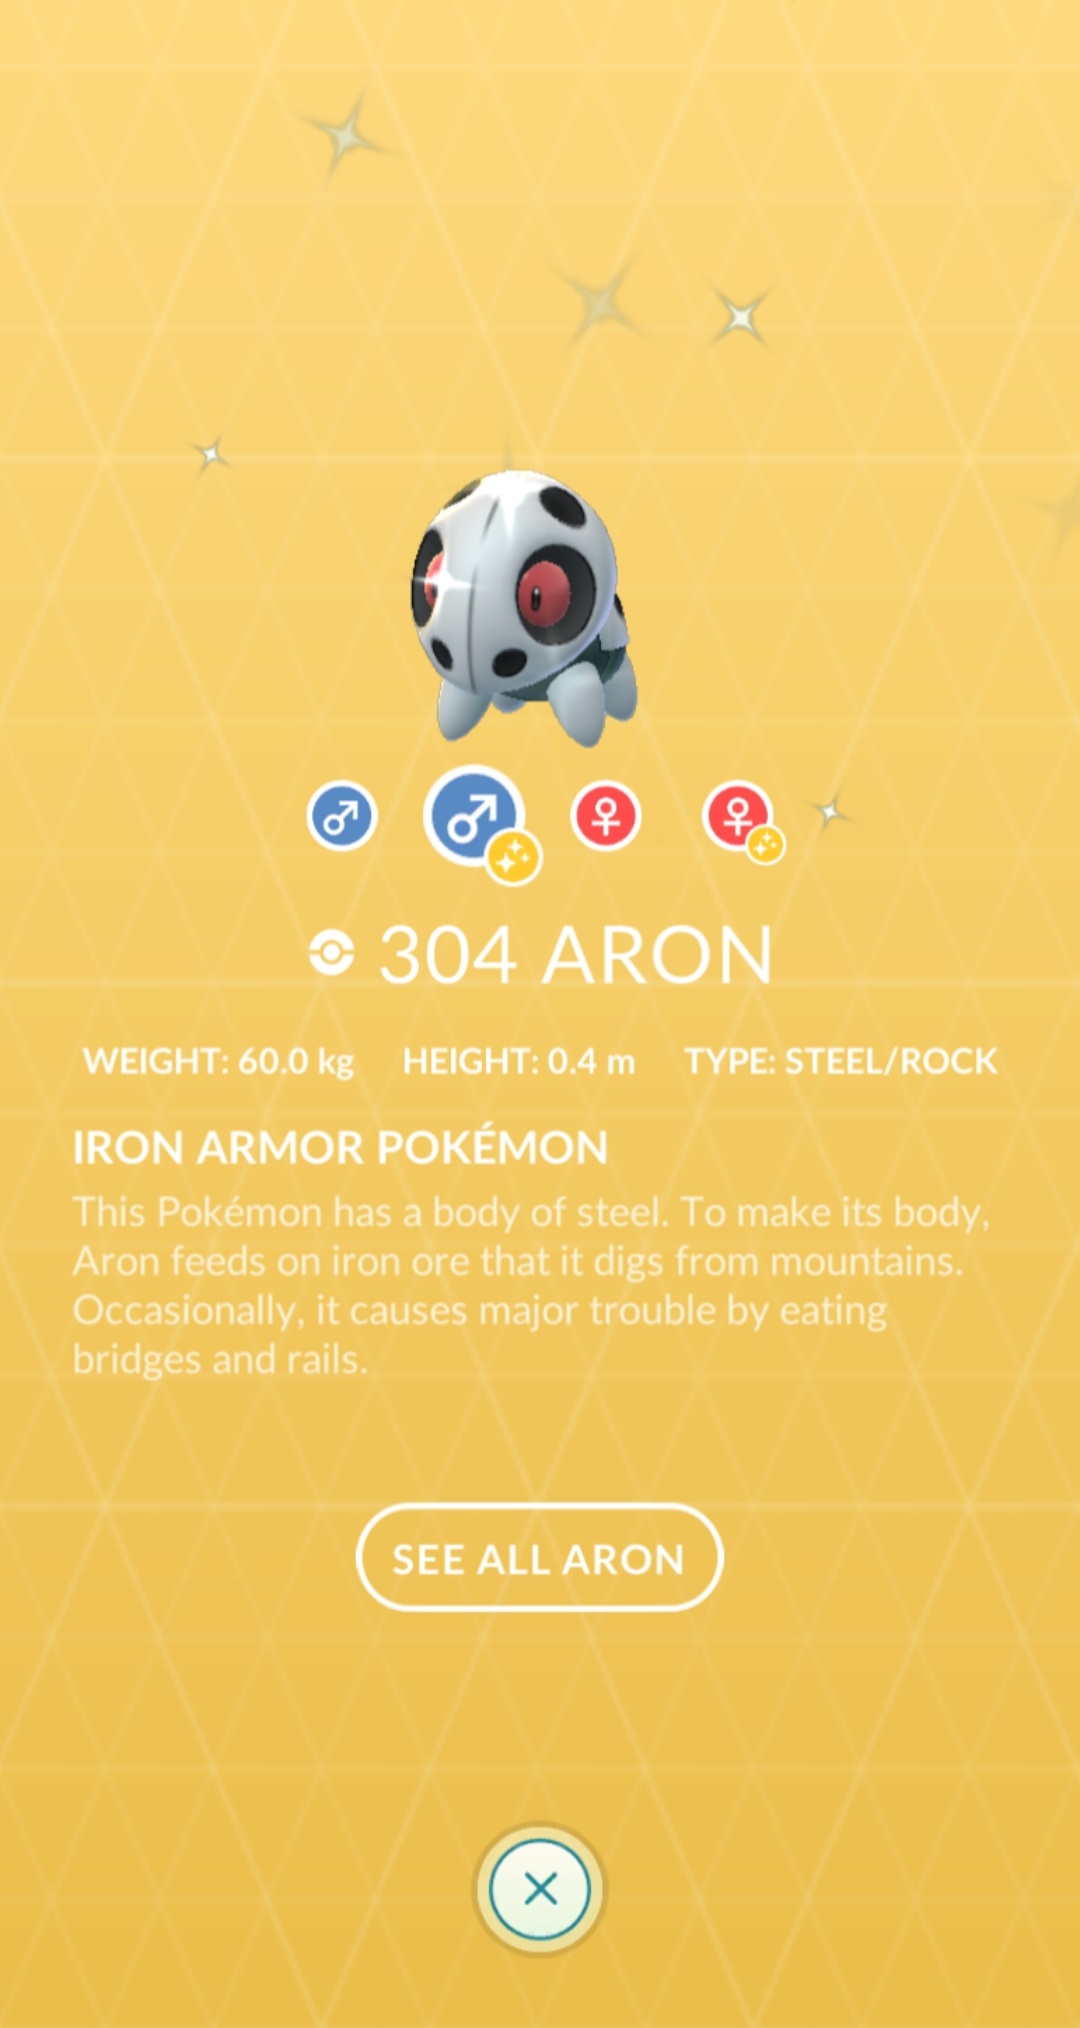 304 ARON
WEIGHT: 60.0 kg HEIGHT: 0.4 m TYPE: STEEL/ROCK
IRON ARMOR POKÉMON
This Pokémon has a body of steel. To make its body,
Aron feeds on iron ore that it digs from mountains.
Occasionally, it causes major trouble by eating
bridges and rails.
SEE ALL ARON